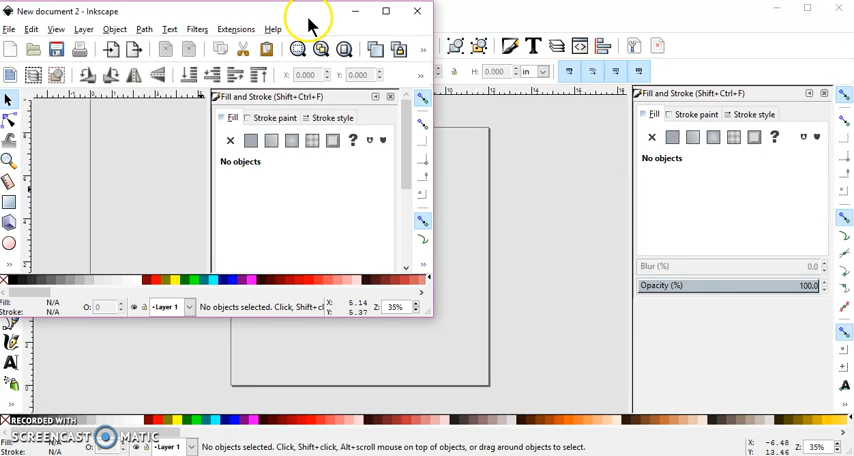 New document 2 - Inkscape
File Edit View Layer Object Path Text Filters Extensions Help
X: 0.000 Y: 0.000
H: 0.000 in
Fill and Stroke (Shift+Ctrl+F)
Fill Stroke paint Stroke style
No objects
Fill and Stroke (Shift+Ctrl+F)
Fill Stroke paint Stroke style
No objects
Blur (%) 0.0
Opacity (%) 100.0
Fill: N/A
Stroke: N/A
O: 0
Layer 1
No objects selected. Click, Shift+cl
X: 5.14
Y: 5.37
Z: 35%
RECORDED WITH
SCREENCAST MATIC
Fill: N/A
Stroke: N/A
Layer 1
No objects selected. Click, Shift+click, Alt+scroll mouse on top of objects, or drag around objects to select.
X: -6.48
Y: 13.46
Z: 35%